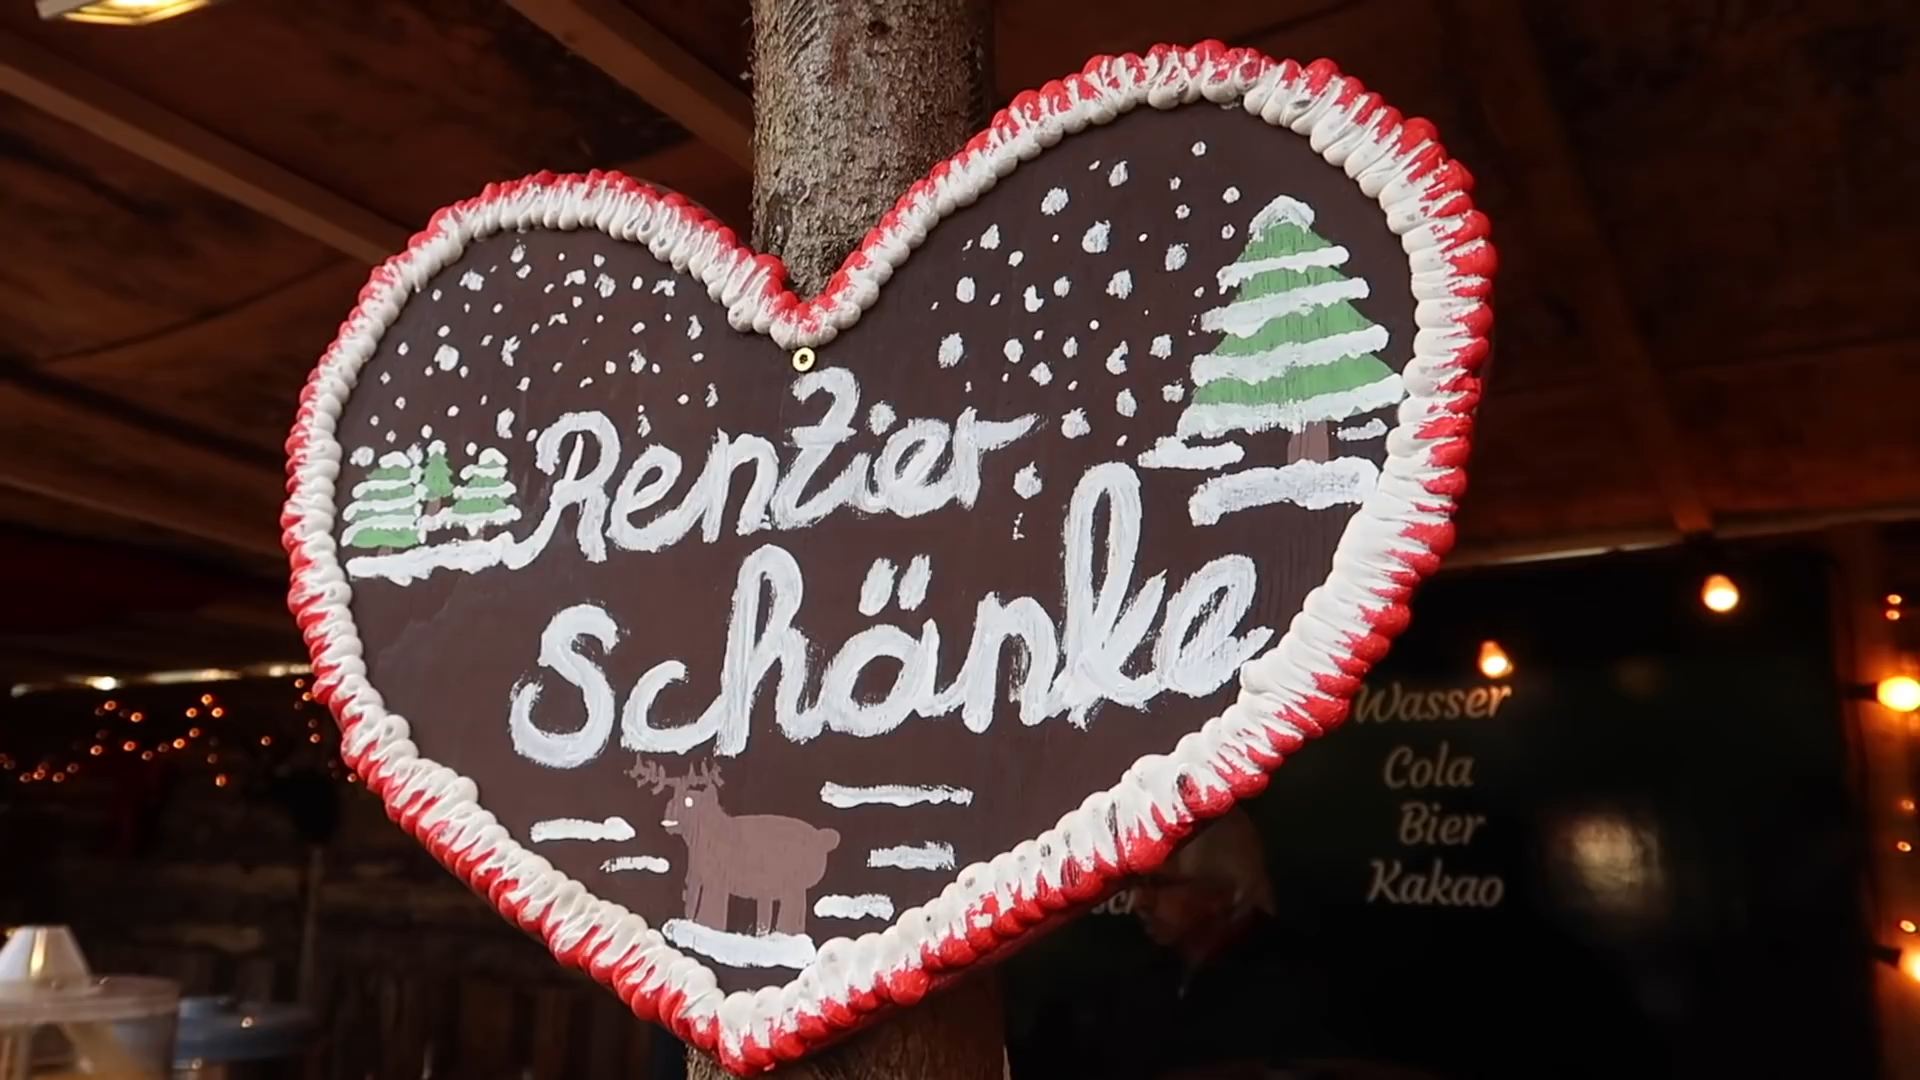 Renzier
Schänke
Wasser
Cola
Bier
Kakao